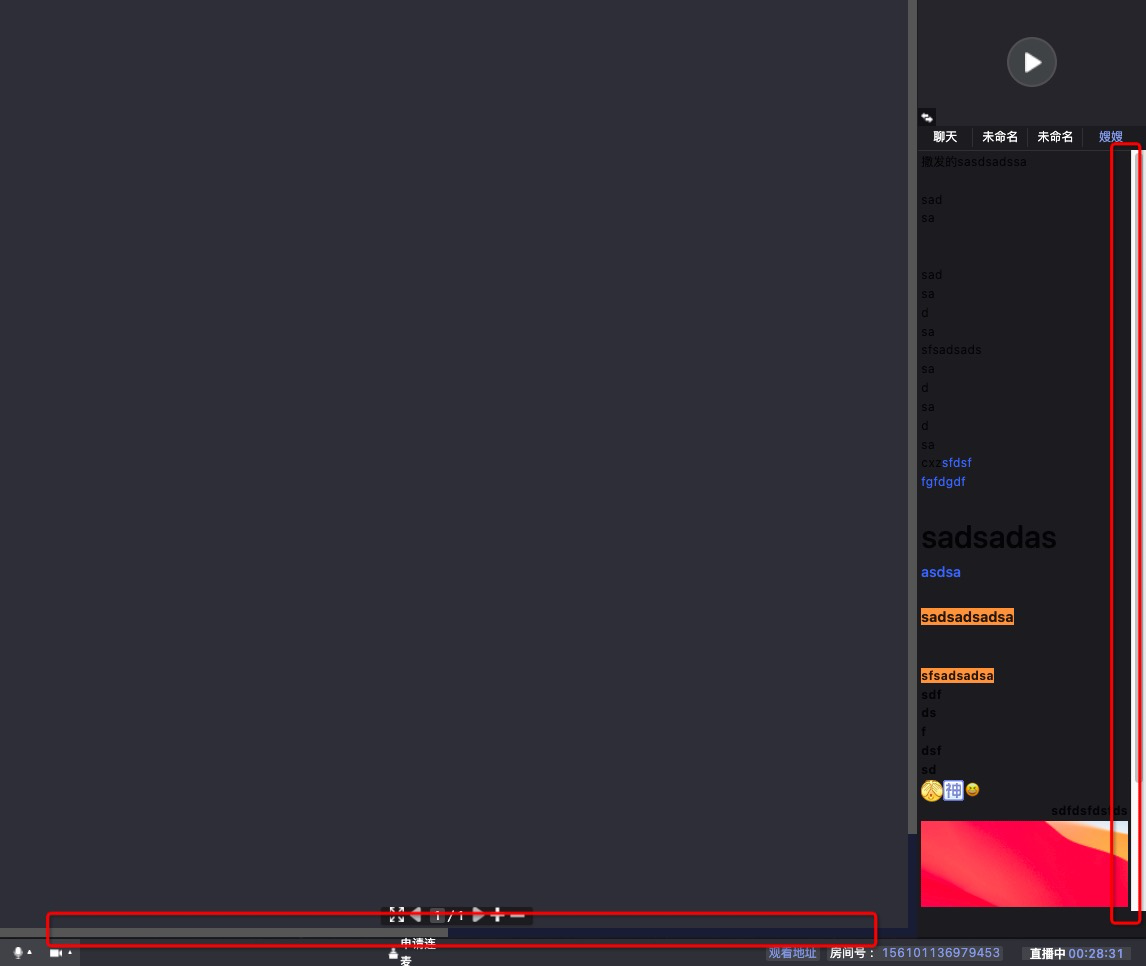 聊天 未命名 未命名 嫂嫂
撒发的sasdsadssa
sad
sa
sad
sa
d
sa
sfsadsads
sa
d
sa
d
sa
cxzsfdsf
fgfdgdf
sadsadas
asdsa
sadsadsadsa
sfsadsadsa
sdf
ds
f
dsf
sd
神
sdfdsfdsfds
1 / 1
申请连
麦
观看地址 房间号： 156101136979453 直播中 00:28:31